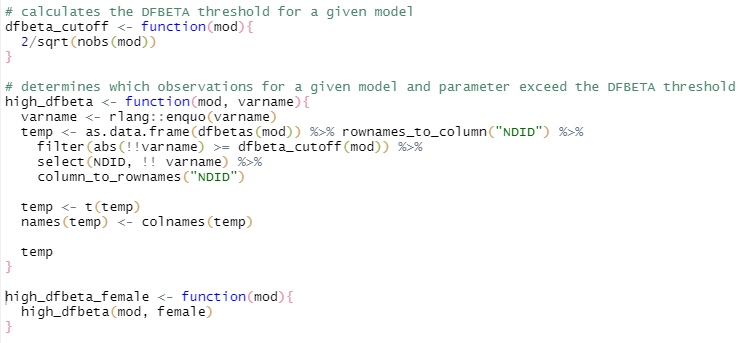 # calculates the DFBETA threshold for a given model
dfbeta_cutoff <- function(mod){
  2/sqrt(nobs(mod))
}

# determines which observations for a given model and parameter exceed the DFBETA threshold
high_dfbeta <- function(mod, varname){
  varname <- rlang::enquo(varname)
  temp <- as.data.frame(dfbetas(mod)) %>% rownames_to_column("NDID") %>%
    filter(abs(!!varname) >= dfbeta_cutoff(mod)) %>%
    select(NDID, !! varname) %>%
    column_to_rownames("NDID")

  temp <- t(temp)
  names(temp) <- colnames(temp)

  temp
}

high_dfbeta_female <- function(mod){
  high_dfbeta(mod, female)
}